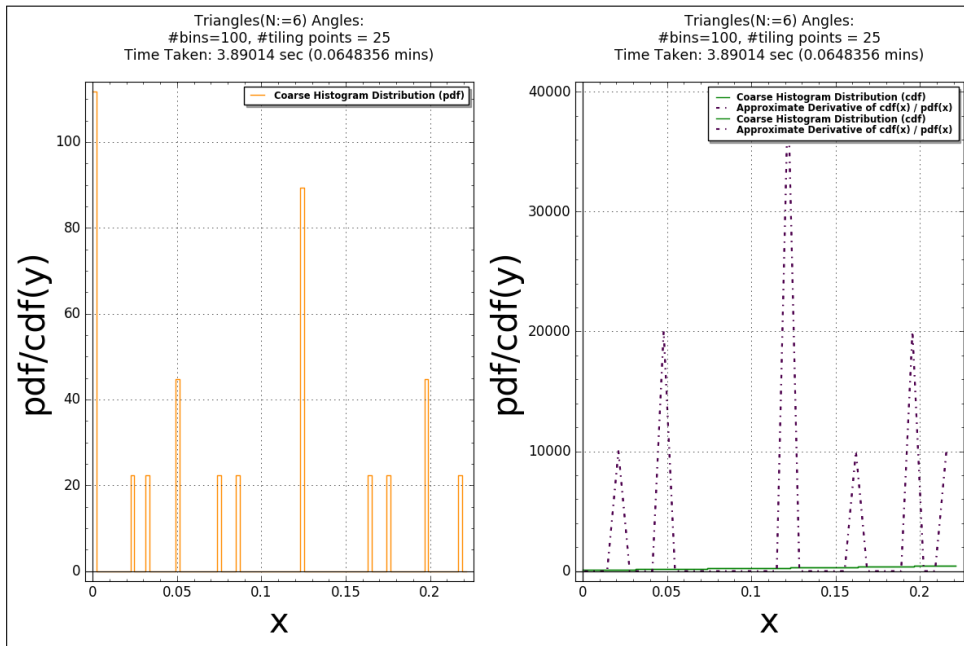 Triangles(N:=6) Angles:
#bins=100, #tiling points = 25
Time Taken: 3.89014 sec (0.0648356 mins)
Coarse Histogram Distribution (pdf)
pdf/cdf(y)
100
80
60
40
20
0
0
0.05
0.1
0.15
0.2
x
Triangles(N:=6) Angles:
#bins=100, #tiling points = 25
Time Taken: 3.89014 sec (0.0648356 mins)
Coarse Histogram Distribution (cdf)
Approximate Derivative of cdf(x) / pdf(x)
Coarse Histogram Distribution (cdf)
Approximate Derivative of cdf(x) / pdf(x)
pdf/cdf(y)
40000
30000
20000
10000
0
0
0.05
0.1
0.15
0.2
x